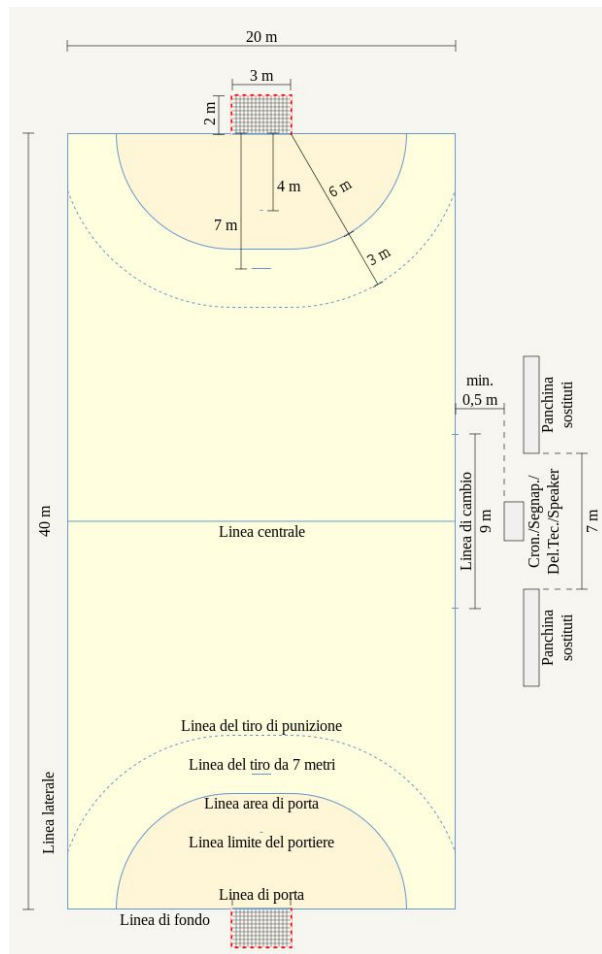 20 m
3 m
2 m
4 m
6 m
7 m
3 m
min.
0,5 m
Panchina
sostituti
40 m
Linea centrale
Linea di cambio
9 m
Cron./Segnap./
Del.Tec./Speaker
7 m
Panchina
sostituti
Linea del tiro di punizione
Linea del tiro da 7 metri
Linea area di porta
Linea limite del portiere
Linea laterale
Linea di porta
Linea di fondo